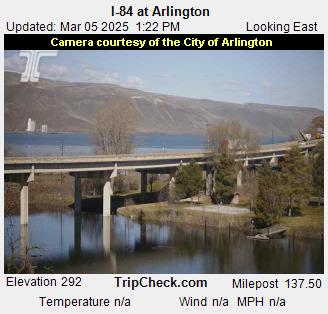 I-84 at Arlington
Updated: Mar 05 2025 1:22 PM Looking East
Camera courtesy of the City of Arlington
Elevation 292 TripCheck.com Milepost 137.50
Temperature n/a Wind n/a MPH n/a